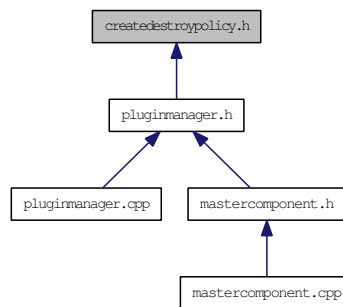 createdestroypolicy.h
pluginmanager.h
pluginmanager.cpp
mastercomponent.h
mastercomponent.cpp